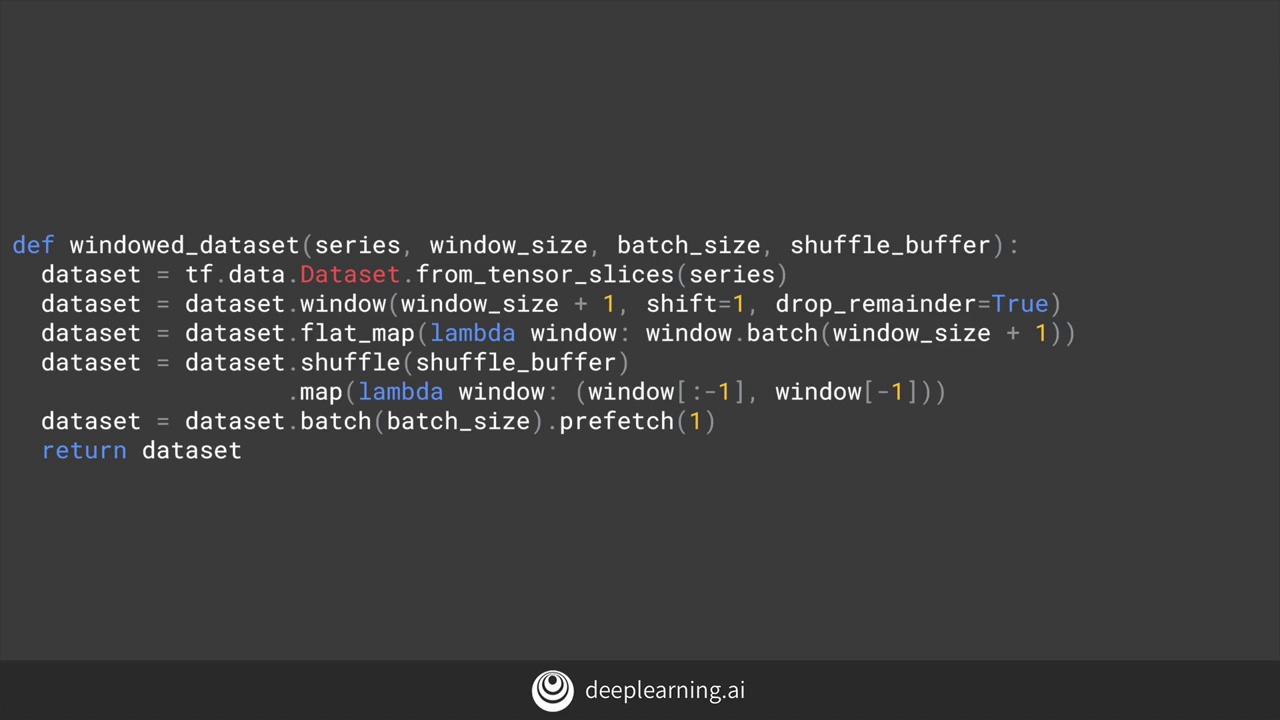 def windowed_dataset(series, window_size, batch_size, shuffle_buffer):
  dataset = tf.data.Dataset.from_tensor_slices(series)
  dataset = dataset.window(window_size + 1, shift=1, drop_remainder=True)
  dataset = dataset.flat_map(lambda window: window.batch(window_size + 1))
  dataset = dataset.shuffle(shuffle_buffer)
                   .map(lambda window: (window[:-1], window[-1]))
  dataset = dataset.batch(batch_size).prefetch(1)
  return dataset
deeplearning.ai